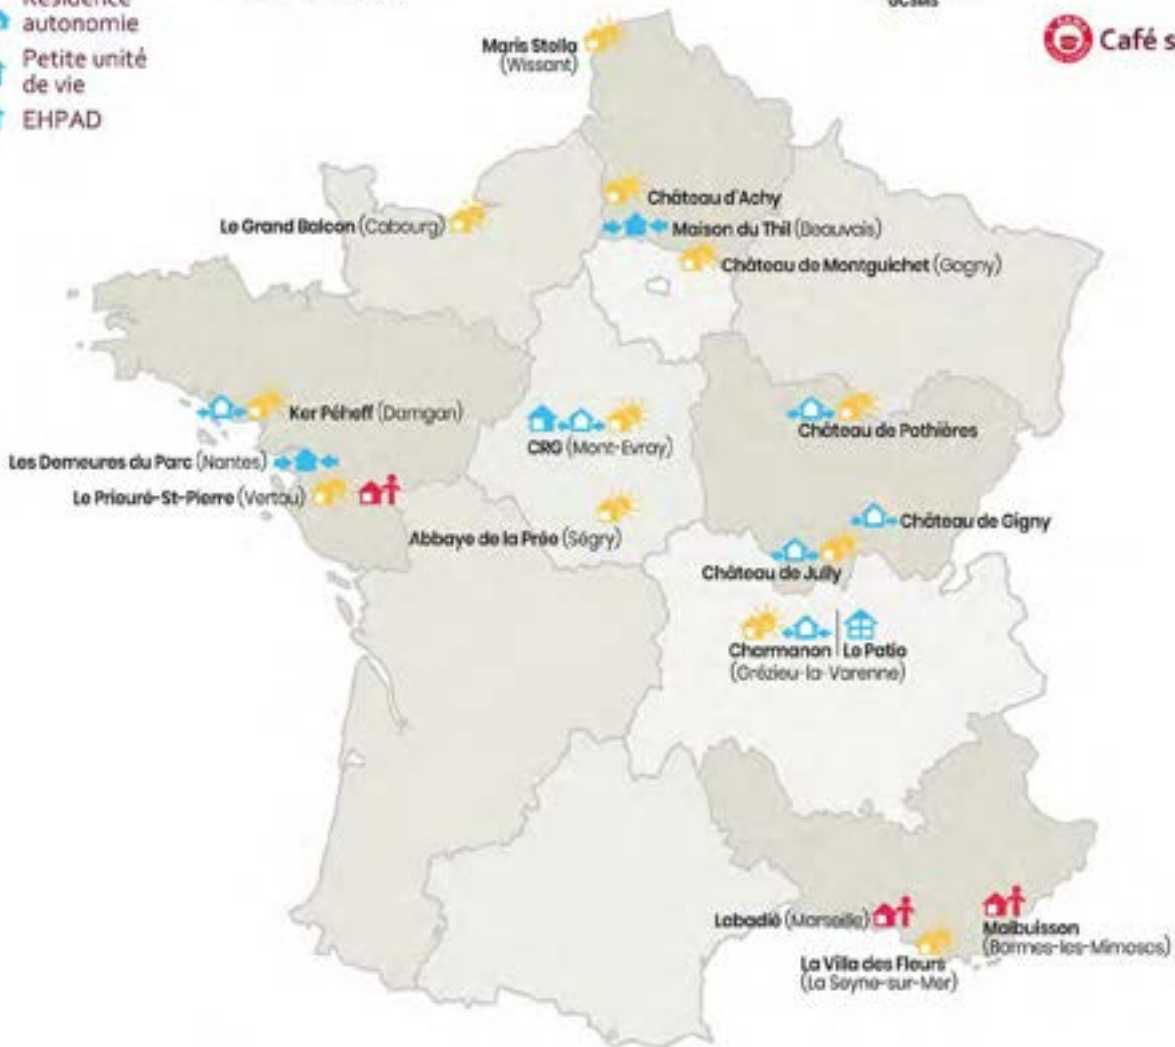 Résidence
autonomie
Petite unité
de vie
EHPAD
GCSMS
Café s
Maris Stella
(Wissant)
Château d'Achy
Le Grand Balcon (Cabourg)
Maison du Thil (Beauvais)
Château de Montguichet (Gagny)
Ker Péheff (Damgan)
CRG (Mont-Evray)
Château de Pothières
Les Demeures du Parc (Nantes)
Le Prieuré-St-Pierre (Vertou)
Abbaye de la Prée (Ségry)
Château de Gigny
Château de Jully
Charmanon | Le Patio
(Grézieu-la-Varenne)
Labadié (Marseille)
Malbuisson
(Bormes-les-Mimosas)
La Villa des Fleurs
(La Seyne-sur-Mer)